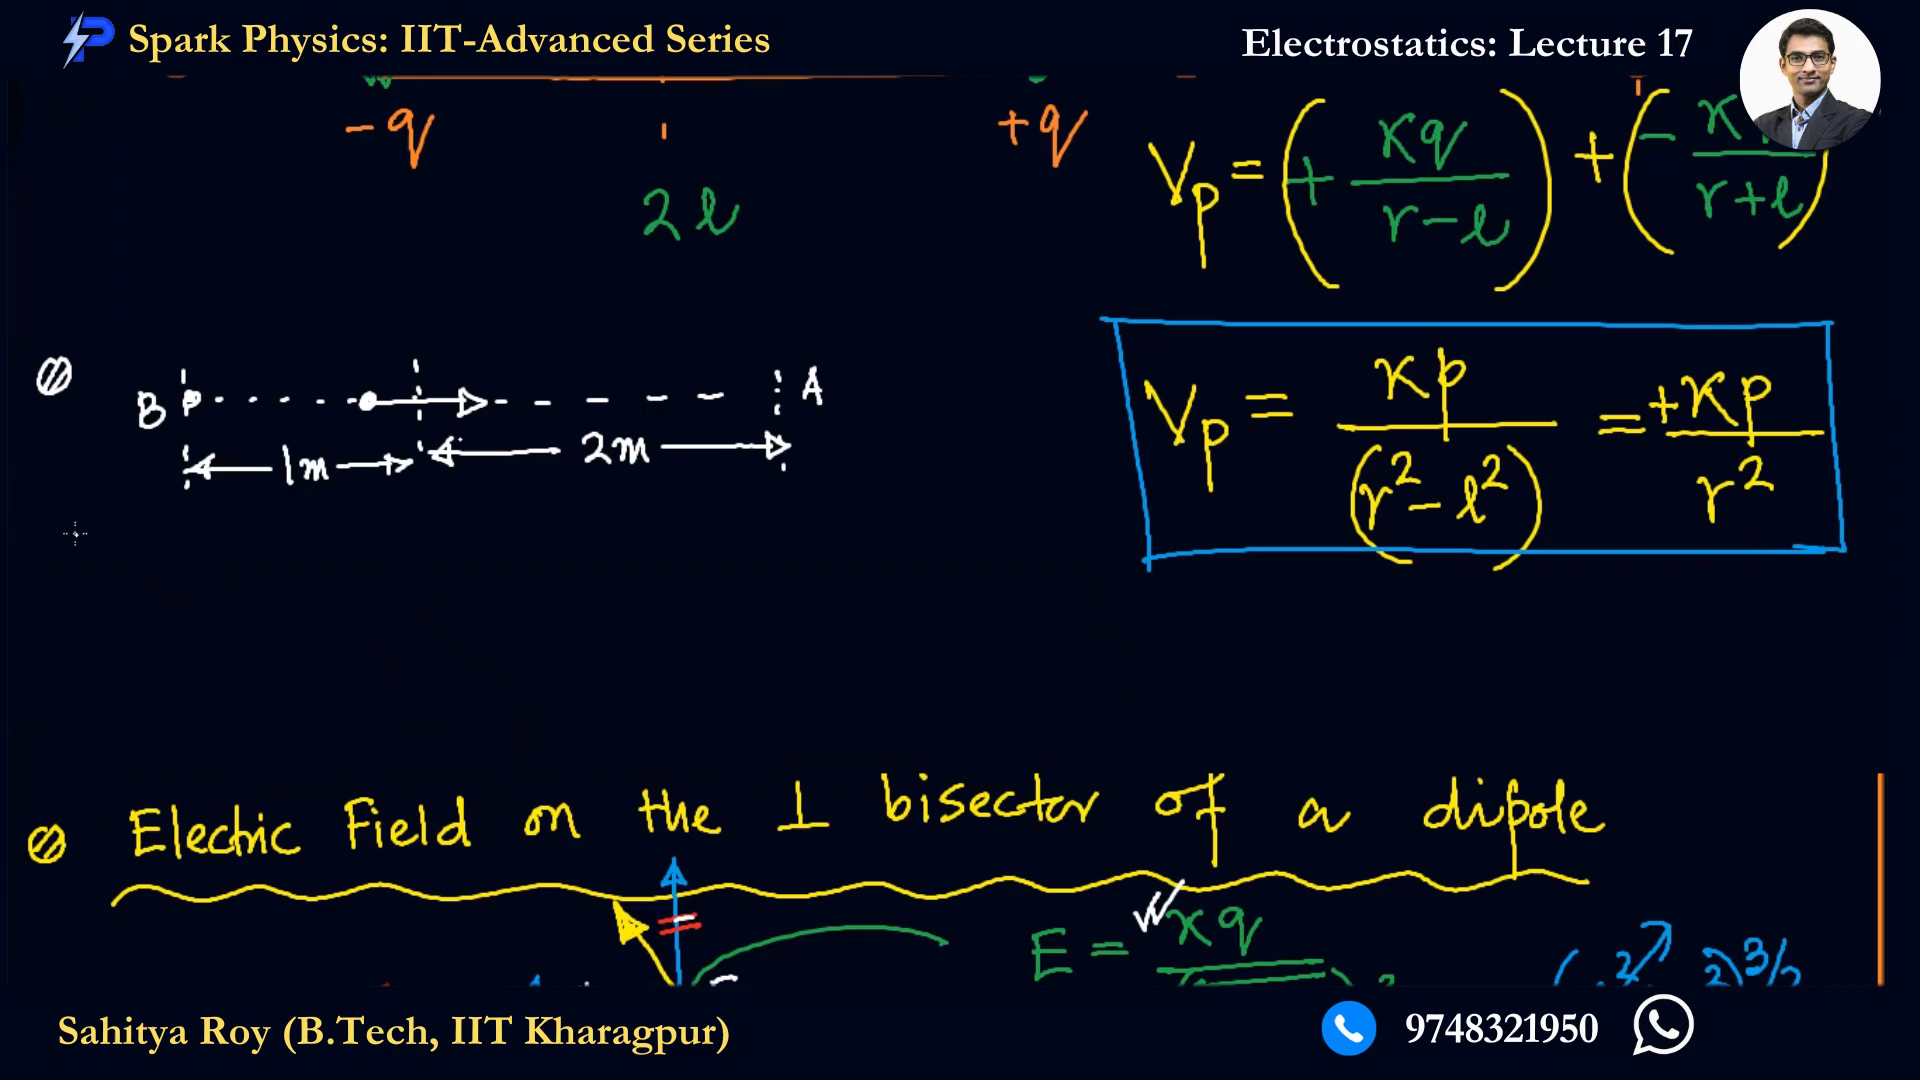 Spark Physics: IIT-Advanced Series
Electrostatics: Lecture 17
-q +q
2l
Vp = (+ Kq / r-l) + (- K / r+l)
B P A
1m 2m
Vp = Kp / (r² - l²) = +Kp / r²
Electric Field on the ⊥ bisector of a dipole
E = Kq
Sahitya Roy (B.Tech, IIT Kharagpur)
9748321950